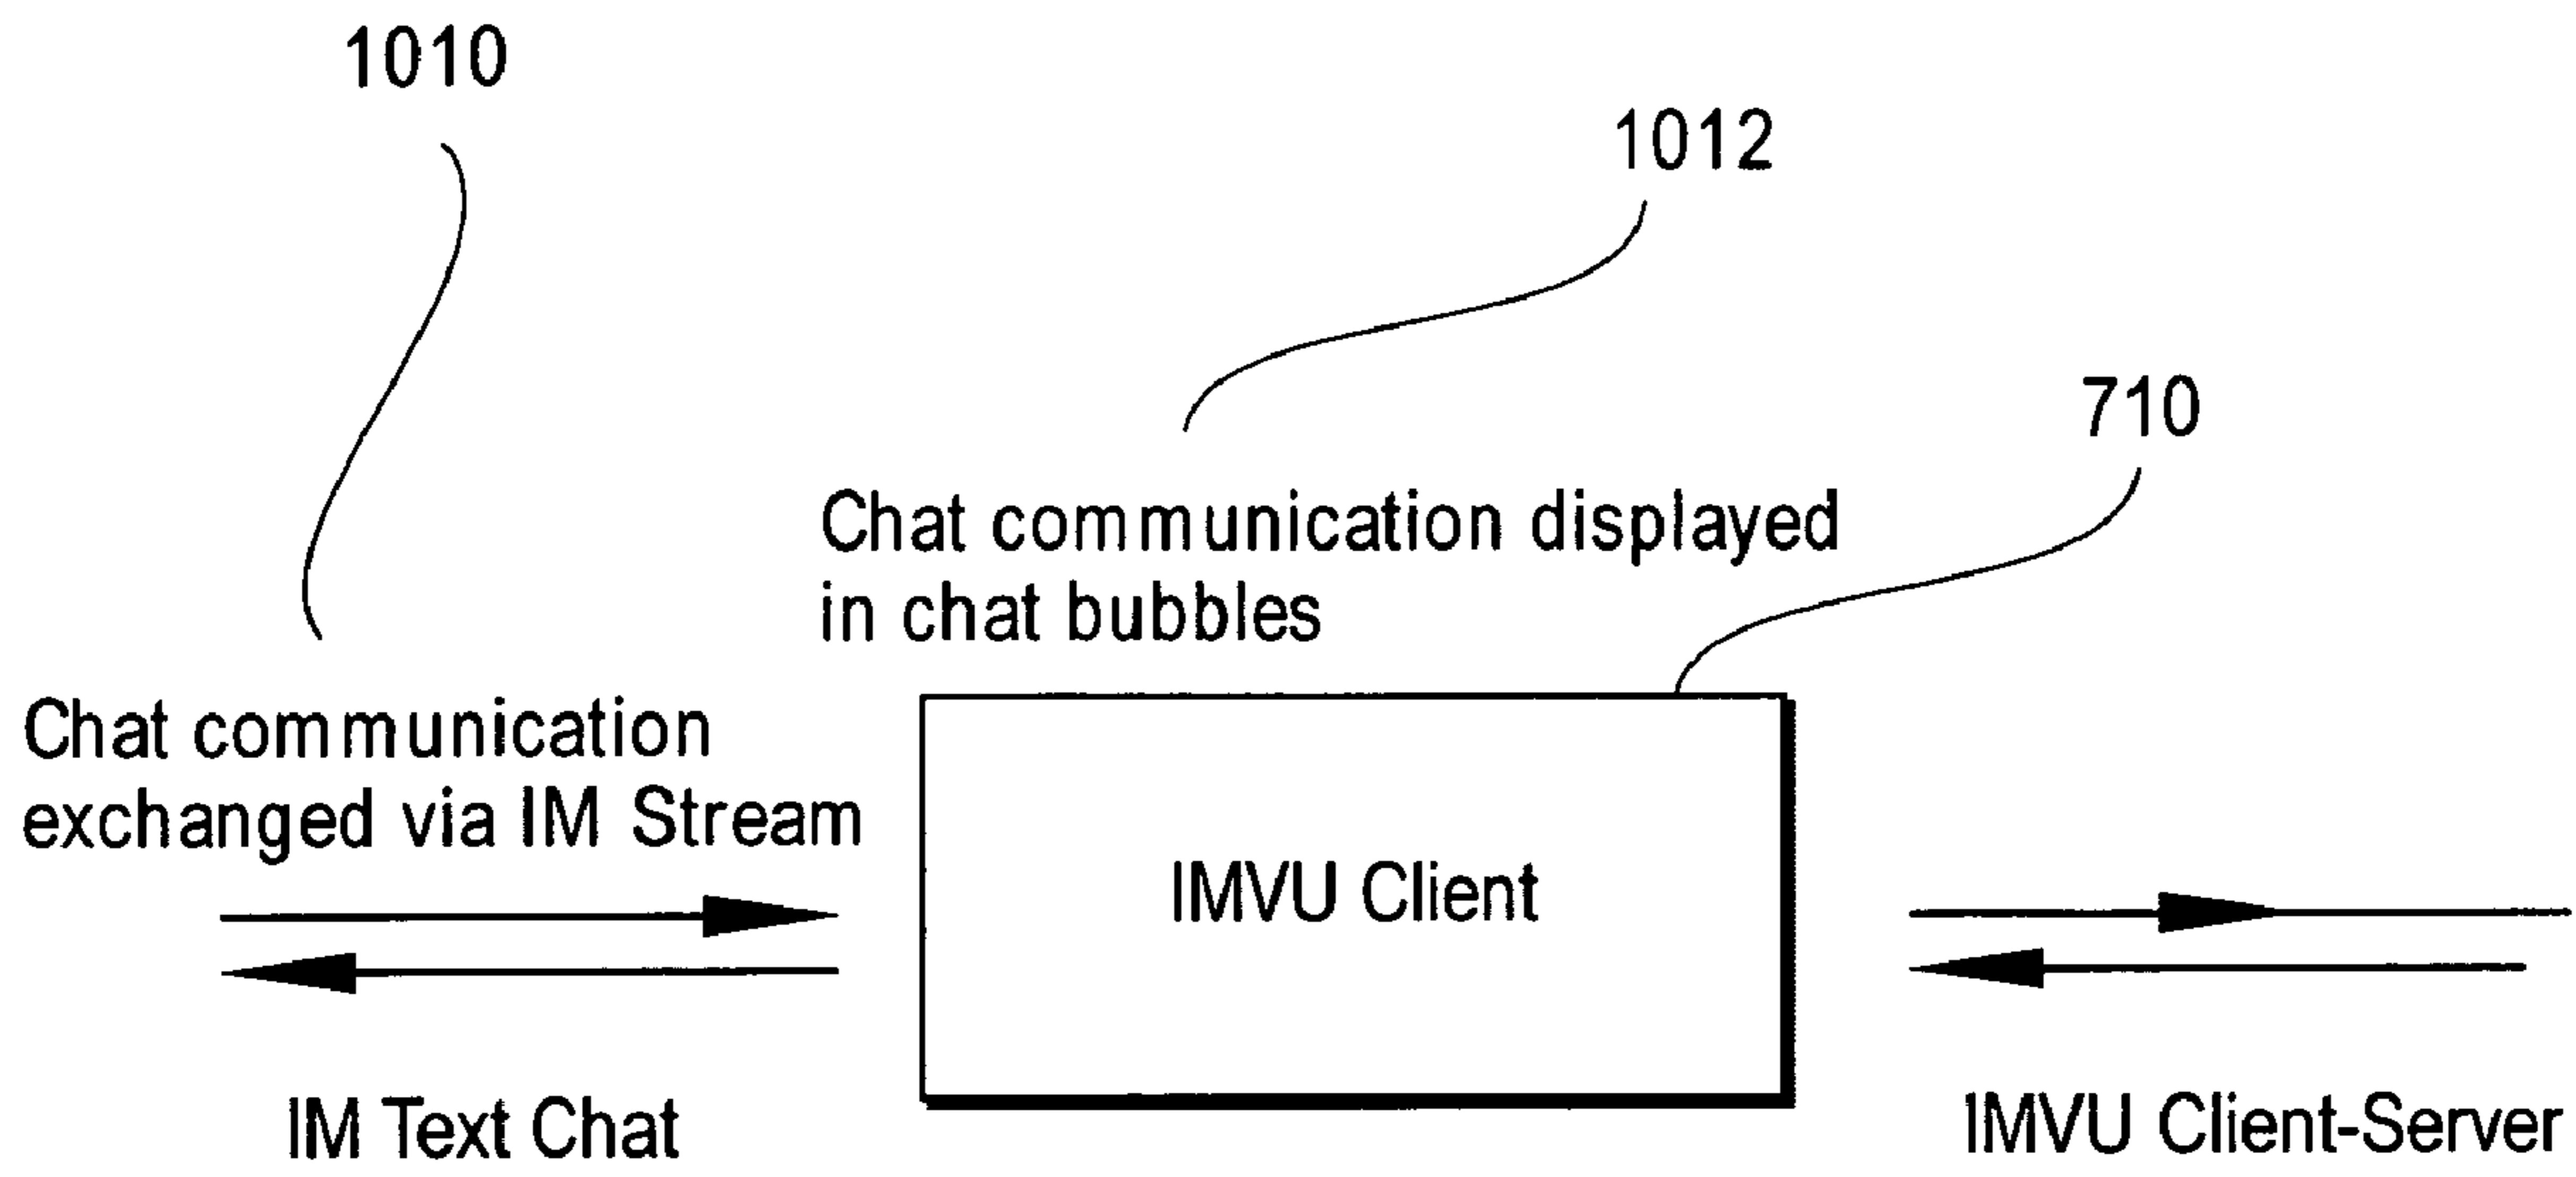 1010
1012
710
Chat communication displayed
in chat bubbles
Chat communication
exchanged via IM Stream
IMVU Client
IM Text Chat
IMVU Client-Server